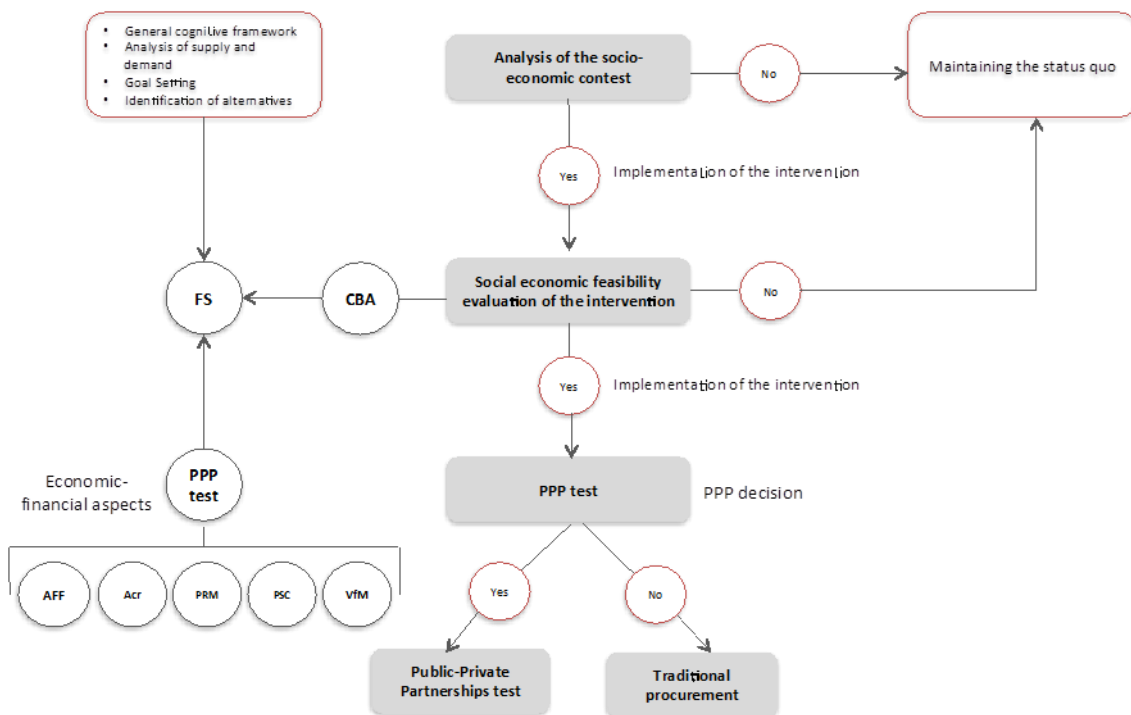 • General cognitive framework
• Analysis of supply and
demand
• Goal Setting
• Identification of alternatives
Analysis of the socio-
economic contest
No
Maintaining the status quo
Yes
Implementation of the intervention
FS
CBA
Social economic feasibility
evaluation of the intervention
No
Yes
Implementation of the intervention
Economic-
financial aspects
PPP
test
PPP test
PPP decision
AFF
Acr
PRM
PSC
VfM
Yes
No
Public-Private
Partnerships test
Traditional
procurement